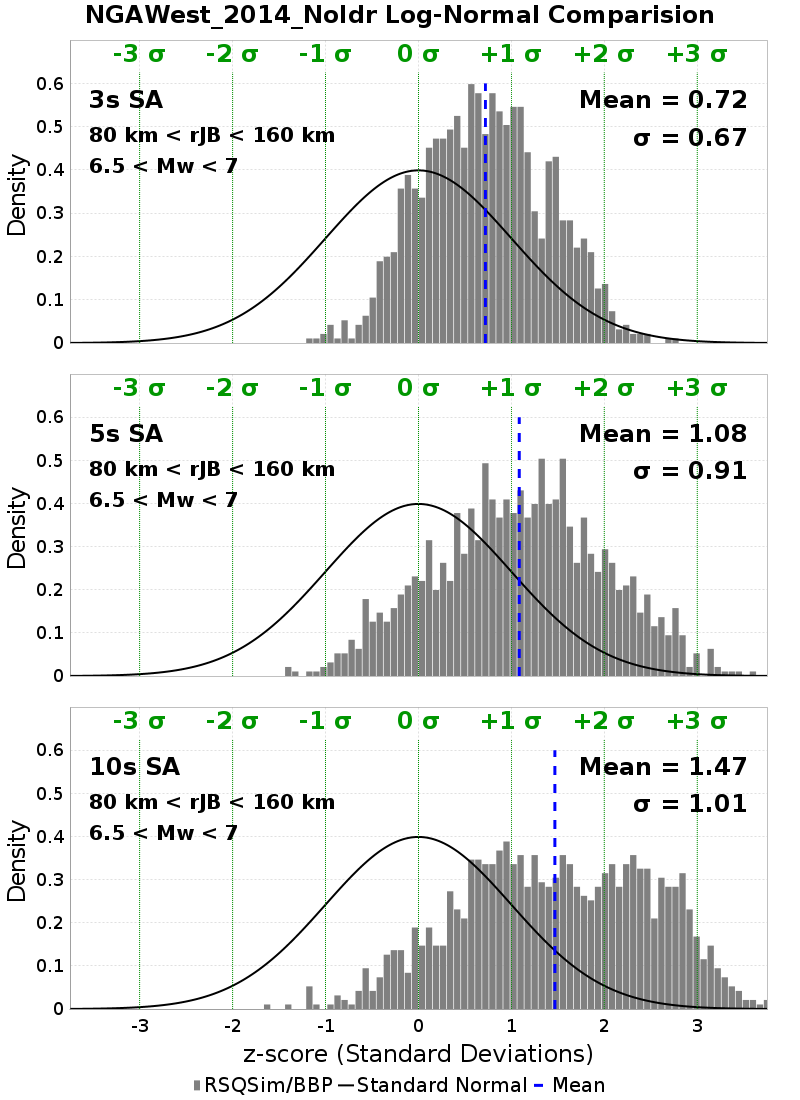 NGAWest_2014_NoIdr Log-Normal Comparision
-3 σ -2 σ -1 σ 0 σ +1 σ +2 σ +3 σ
3s SA
80 km < rJB < 160 km
6.5 < Mw < 7
Mean = 0.72
σ = 0.67
Density
0.6
0.5
0.4
0.3
0.2
0.1
0
-3 σ -2 σ -1 σ 0 σ +1 σ +2 σ +3 σ
5s SA
80 km < rJB < 160 km
6.5 < Mw < 7
Mean = 1.08
σ = 0.91
Density
0.6
0.5
0.4
0.3
0.2
0.1
0
-3 σ -2 σ -1 σ 0 σ +1 σ +2 σ +3 σ
10s SA
80 km < rJB < 160 km
6.5 < Mw < 7
Mean = 1.47
σ = 1.01
Density
0.6
0.5
0.4
0.3
0.2
0.1
0
-3 -2 -1 0 1 2 3
z-score (Standard Deviations)
RSQSim/BBP Standard Normal Mean